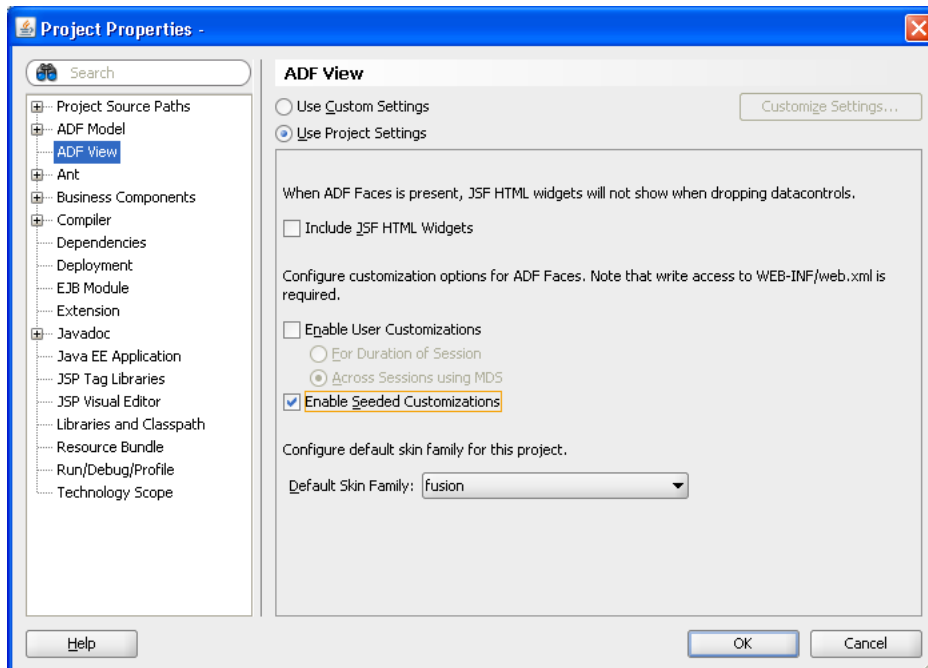 Project Properties -
Search
Project Source Paths
ADF Model
ADF View
Ant
Business Components
Compiler
Dependencies
Deployment
EJB Module
Extension
Javadoc
Java EE Application
JSP Tag Libraries
JSP Visual Editor
Libraries and Classpath
Resource Bundle
Run/Debug/Profile
Technology Scope
ADF View
Use Custom Settings
Customize Settings...
Use Project Settings
When ADF Faces is present, JSF HTML widgets will not show when dropping datacontrols.
Include JSF HTML Widgets
Configure customization options for ADF Faces. Note that write access to WEB-INF/web.xml is
required.
Enable User Customizations
For Duration of Session
Across Sessions using MDS
Enable Seeded Customizations
Configure default skin family for this project.
Default Skin Family: fusion
Help
OK
Cancel